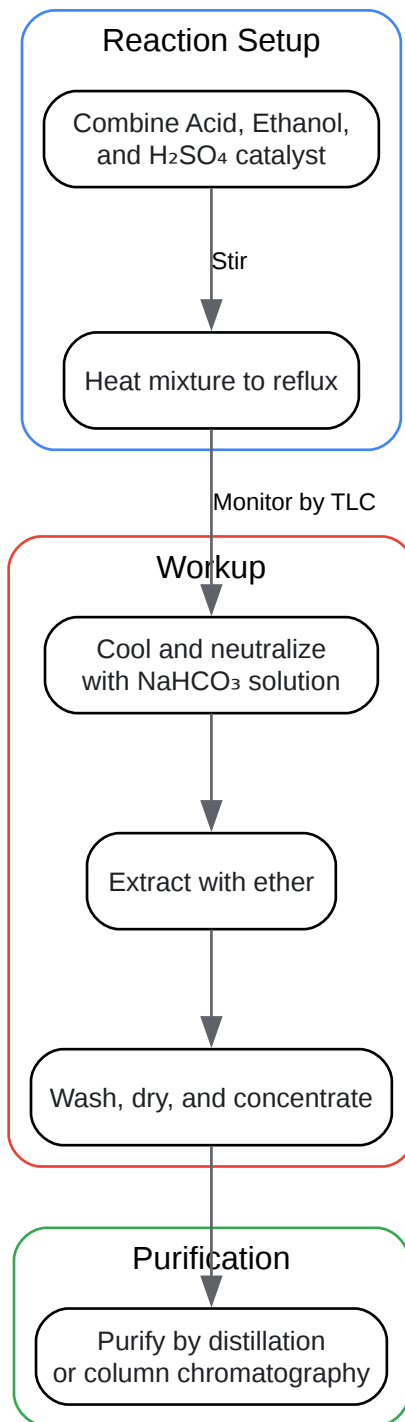 Reaction Setup
Combine Acid, Ethanol,
and H₂SO₄ catalyst
Stir
Heat mixture to reflux
Monitor by TLC
Workup
Cool and neutralize
with NaHCO₃ solution
Extract with ether
Wash, dry, and concentrate
Purification
Purify by distillation
or column chromatography